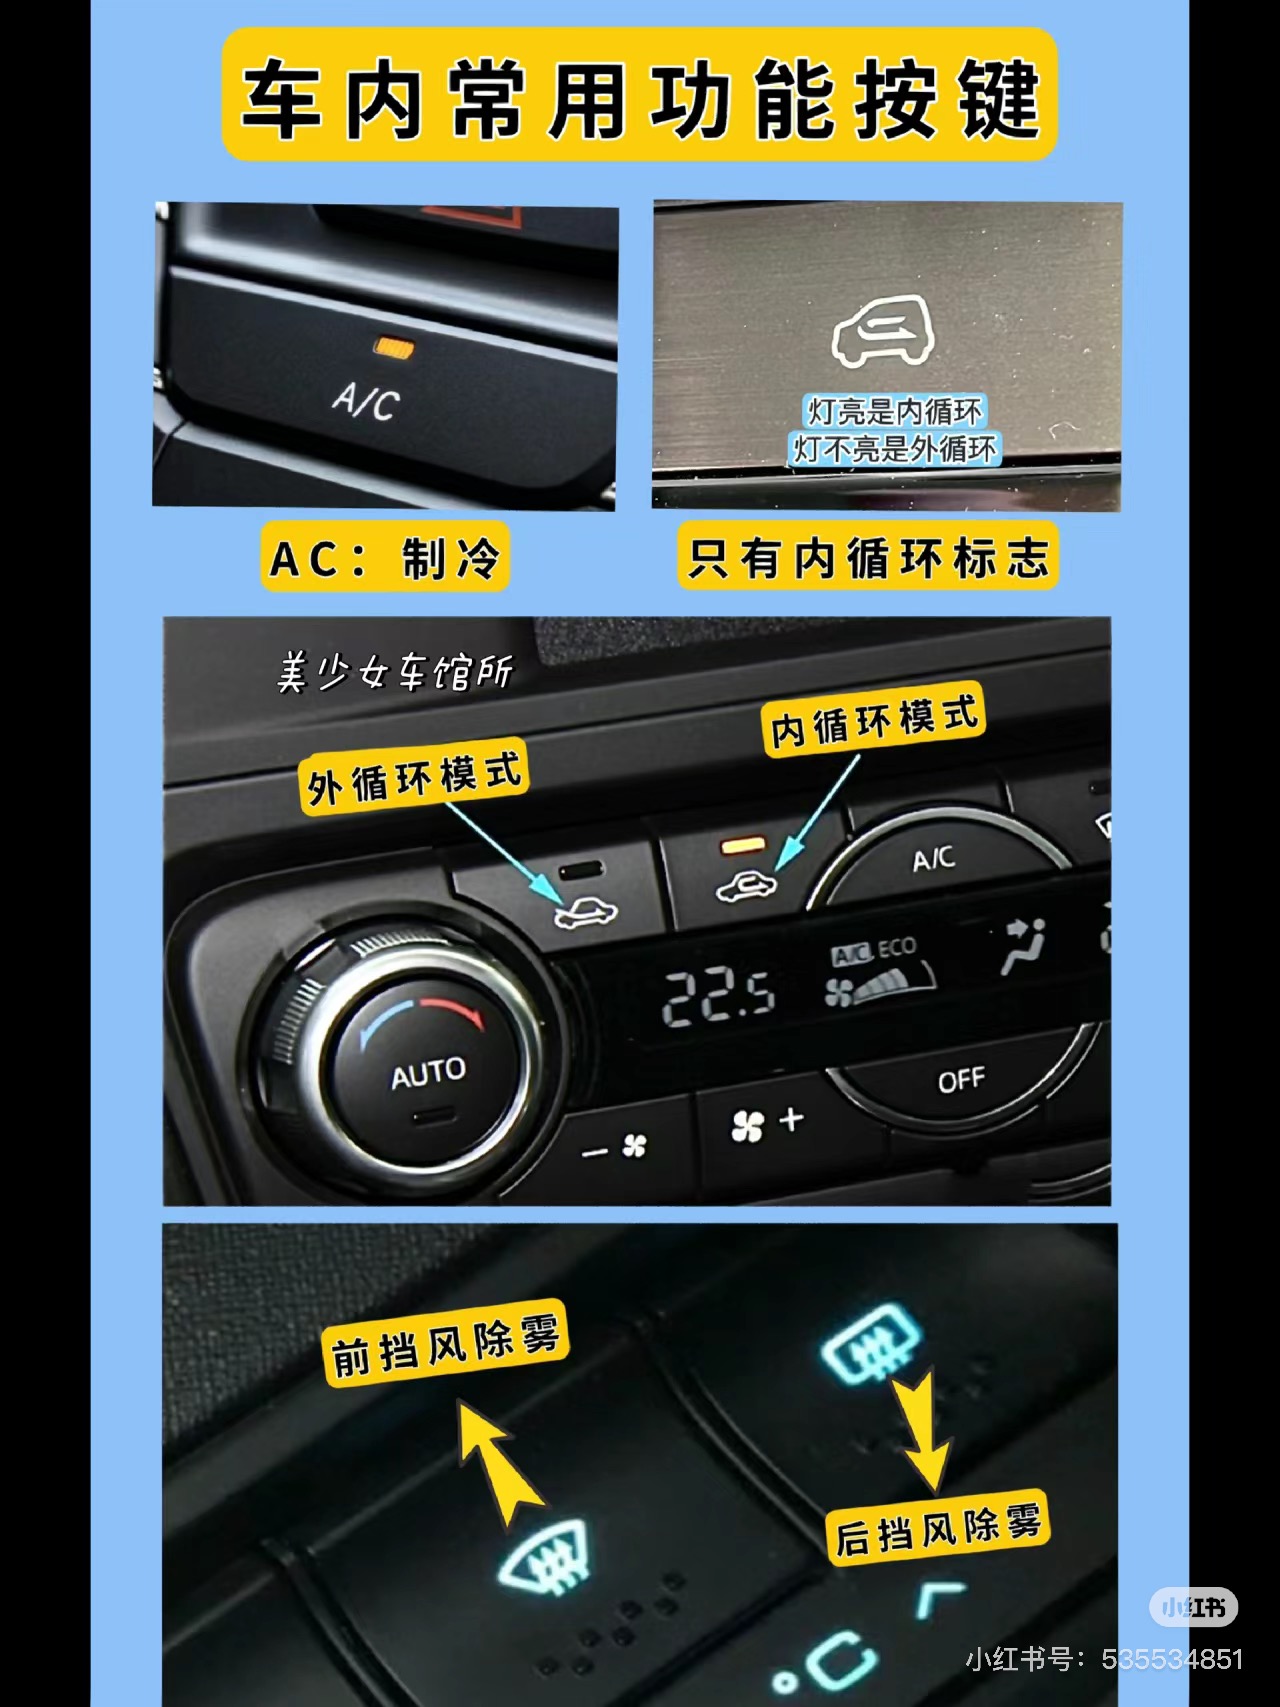 车内常用功能按键
A/C
灯亮是内循环
灯不亮是外循环
AC：制冷
只有内循环标志
美少女车馆所
外循环模式
内循环模式
A/C
22.5
A/C ECO
AUTO
OFF
－
＋
前挡风除雾
后挡风除雾
°C
小红书
小红书号：535534851